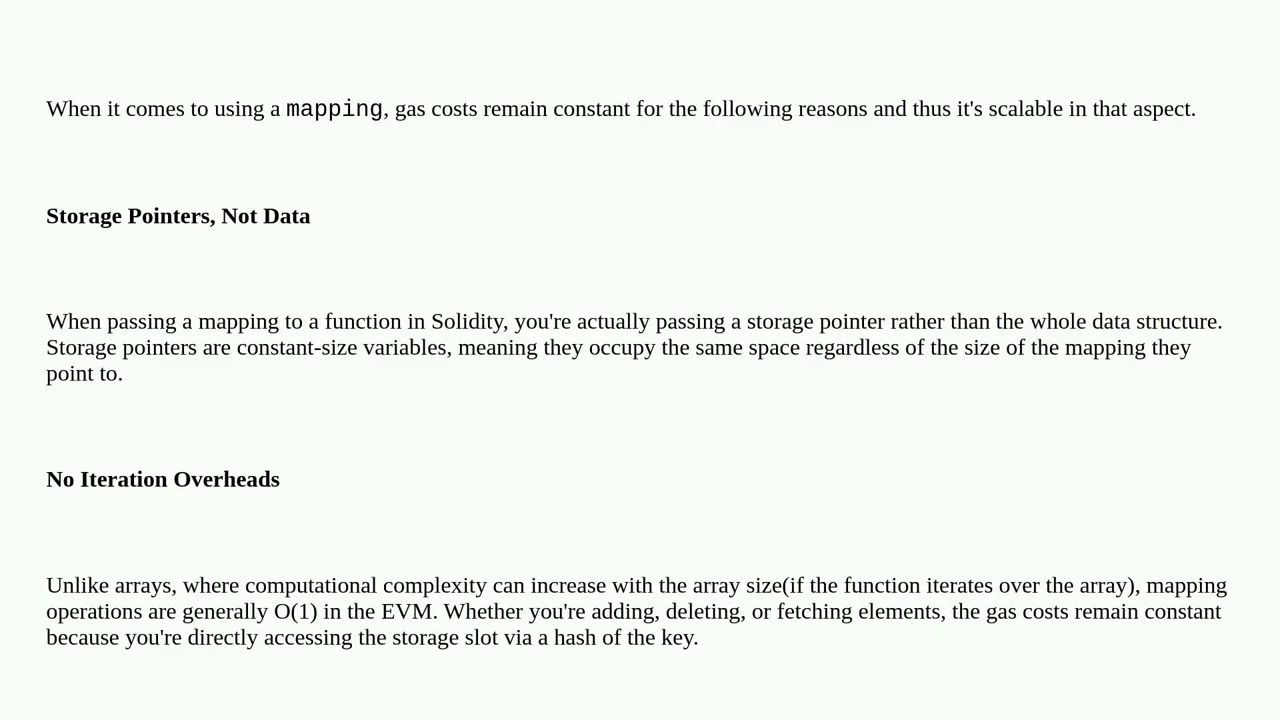 When it comes to using a mapping, gas costs remain constant for the following reasons and thus it's scalable in that aspect.
Storage Pointers, Not Data
When passing a mapping to a function in Solidity, you're actually passing a storage pointer rather than the whole data structure.
Storage pointers are constant-size variables, meaning they occupy the same space regardless of the size of the mapping they
point to.
No Iteration Overheads
Unlike arrays, where computational complexity can increase with the array size(if the function iterates over the array), mapping
operations are generally O(1) in the EVM. Whether you're adding, deleting, or fetching elements, the gas costs remain constant
because you're directly accessing the storage slot via a hash of the key.